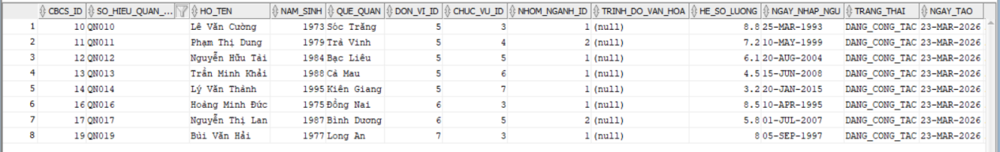 CBCS_ID SO_HIEU_QUAN_... HO_TEN NAM_SINH QUE_QUAN DON_VI_ID CHUC_VU_ID NHOM_NGANH_ID TRINH_DO_VAN_HOA HE_SO_LUONG NGAY_NHAP_NGU TRANG_THAI NGAY_TAO
1 10 QN010 Lê Văn Cường 1973 Sóc Trăng 5 3 1 (null) 8.8 25-MAR-1993 DANG_CONG_TAC 23-MAR-2026
2 11 QN011 Phạm Thị Dung 1979 Trà Vinh 5 4 2 (null) 7.2 10-MAY-1999 DANG_CONG_TAC 23-MAR-2026
3 12 QN012 Nguyễn Hữu Tài 1984 Bạc Liêu 5 5 1 (null) 6.1 20-AUG-2004 DANG_CONG_TAC 23-MAR-2026
4 13 QN013 Trần Minh Khải 1988 Cà Mau 5 6 1 (null) 4.5 15-JUN-2008 DANG_CONG_TAC 23-MAR-2026
5 14 QN014 Lý Văn Thành 1995 Kiên Giang 5 7 1 (null) 3.2 20-JAN-2015 DANG_CONG_TAC 23-MAR-2026
6 16 QN016 Hoàng Minh Đức 1975 Đồng Nai 6 3 1 (null) 8.5 10-APR-1995 DANG_CONG_TAC 23-MAR-2026
7 17 QN017 Nguyễn Thị Lan 1987 Bình Dương 6 5 2 (null) 5.8 01-JUL-2007 DANG_CONG_TAC 23-MAR-2026
8 19 QN019 Bùi Văn Hải 1977 Long An 7 3 1 (null) 8 05-SEP-1997 DANG_CONG_TAC 23-MAR-2026